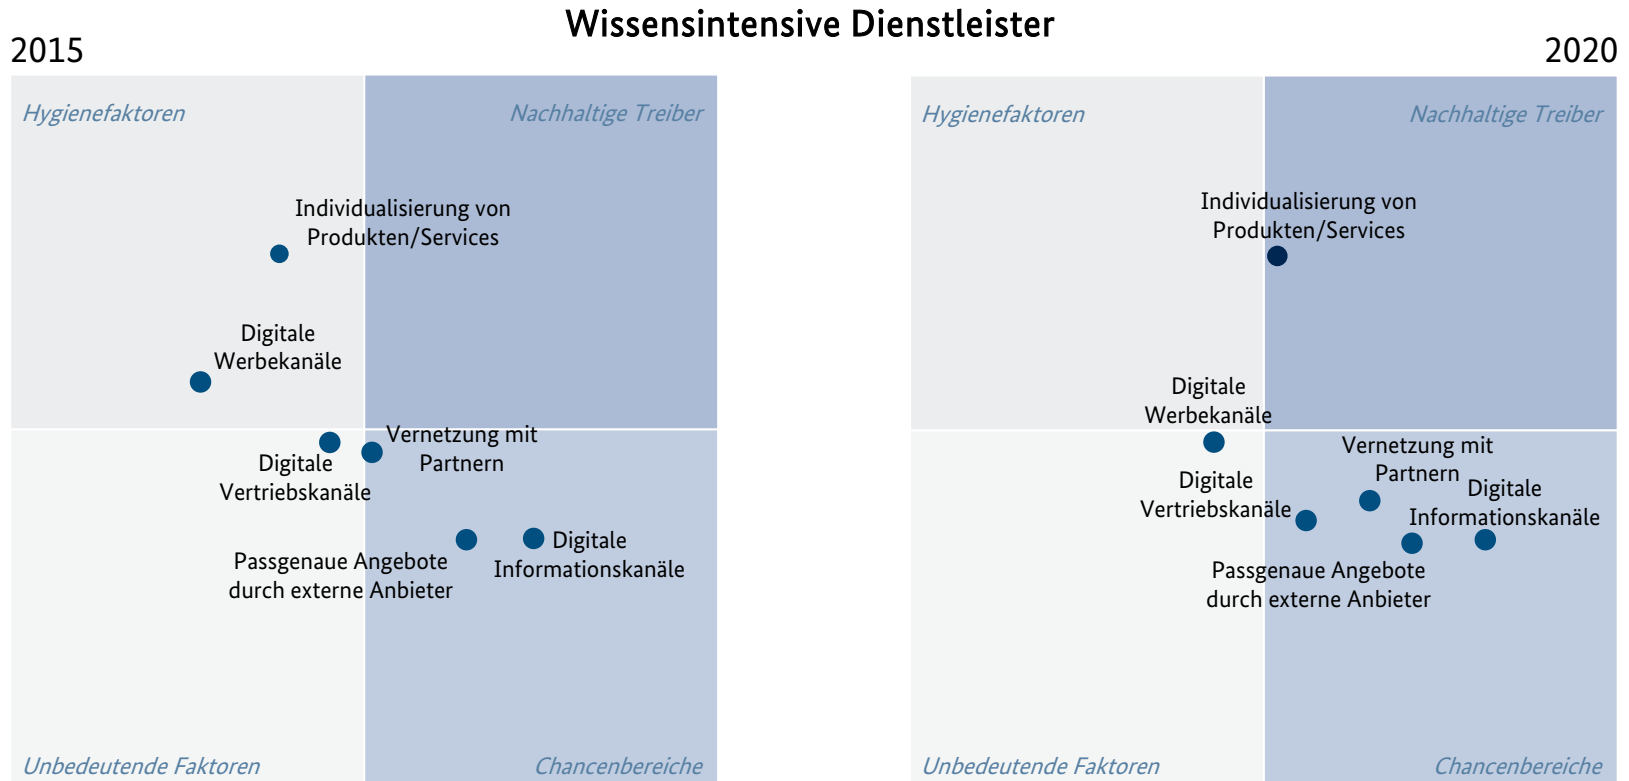 Wissensintensive Dienstleister
2015
Hygienefaktoren
Nachhaltige Treiber
Individualisierung von
Produkten/Services
Digitale
Werbekanäle
Vernetzung mit
Partnern
Digitale
Vertriebskanäle
Passgenaue Angebote
durch externe Anbieter
Digitale
Informationskanäle
Unbedeutende Faktoren
Chancenbereiche
2020
Hygienefaktoren
Nachhaltige Treiber
Individualisierung von
Produkten/Services
Digitale
Werbekanäle
Vernetzung mit
Partnern
Digitale
Vertriebskanäle
Digitale
Informationskanäle
Passgenaue Angebote
durch externe Anbieter
Unbedeutende Faktoren
Chancenbereiche